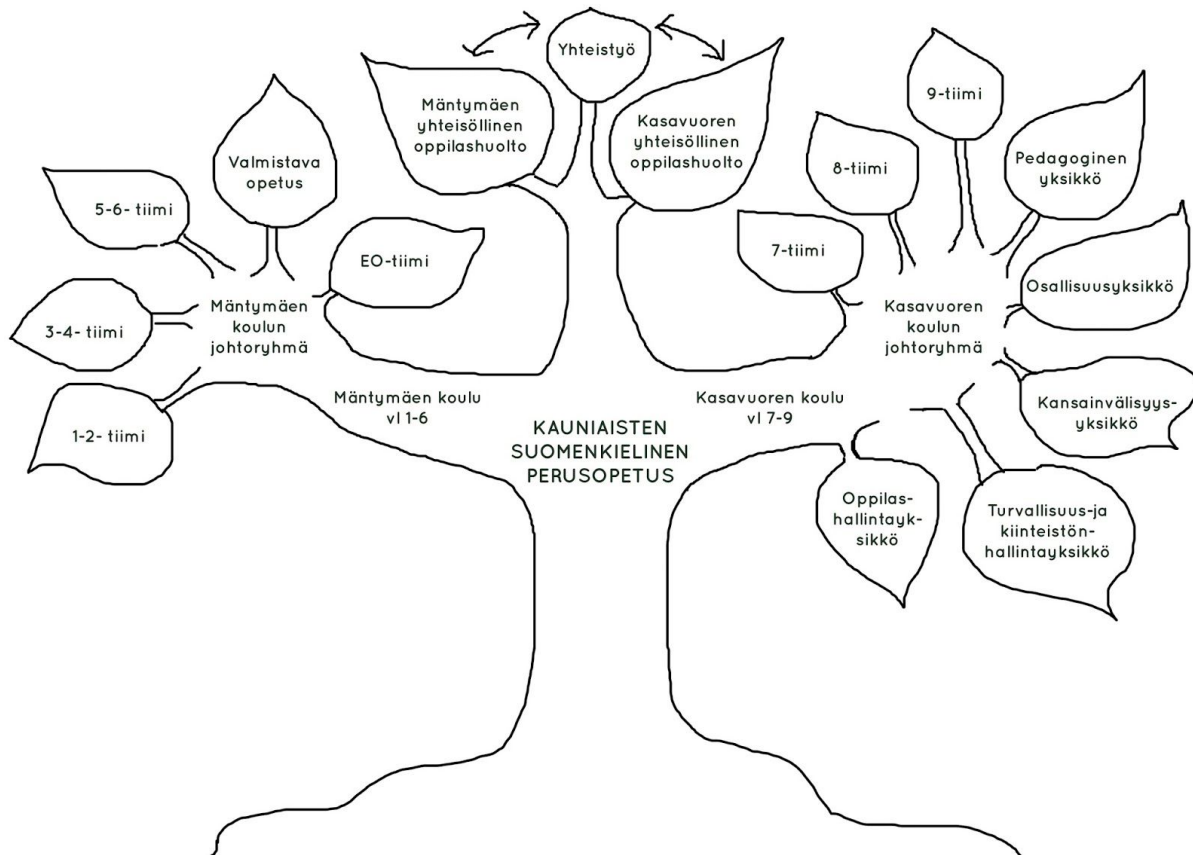 Yhteistyö
Mäntymäen
yhteisöllinen
oppilashuolto
Kasavuoren
yhteisöllinen
oppilashuolto
Valmistava
opetus
5-6- tiimi
EO-tiimi
3-4- tiimi
Mäntymäen
koulun
johtoryhmä
1-2- tiimi
Mäntymäen koulu
vl 1-6
9-tiimi
8-tiimi
Pedagoginen
yksikkö
7-tiimi
Osallisuusyksikkö
Kasavuoren
koulun
johtoryhmä
Kansainvälisyys-
yksikkö
Kasavuoren koulu
vl 7-9
KAUNIAISTEN
SUOMENKIELINEN
PERUSOPETUS
Oppilas-
hallintayk-
sikkö
Turvallisuus-ja
kiinteistön-
hallintayksikkö